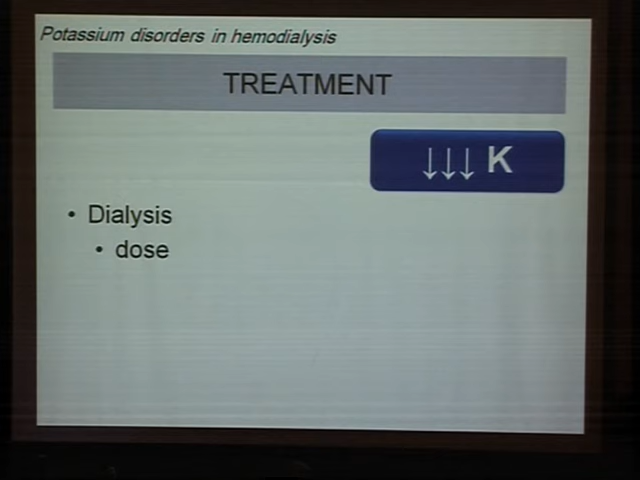 Potassium disorders in hemodialysis
TREATMENT
↓↓↓ K
• Dialysis
• dose